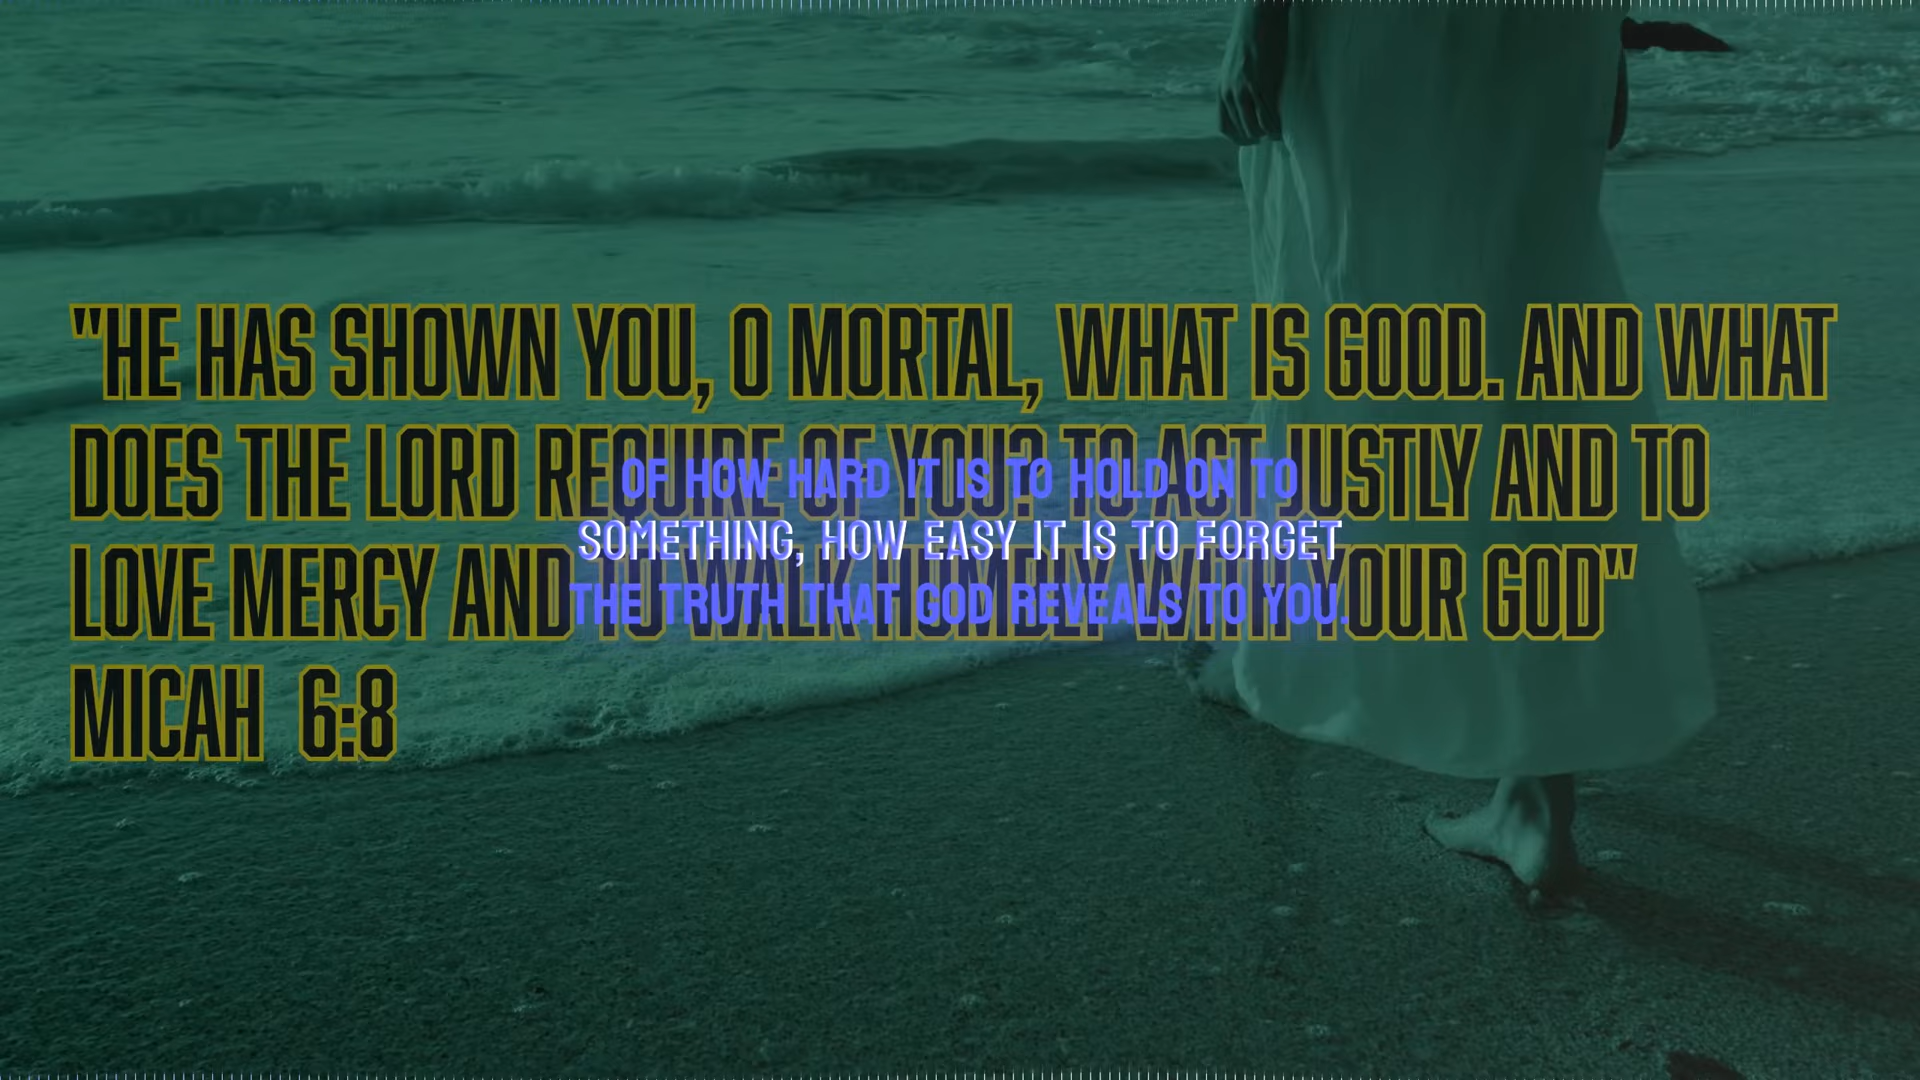 "HE HAS SHOWN YOU, O MORTAL, WHAT IS GOOD. AND WHAT
DOES THE LORD REQUIRE OF YOU? TO ACT JUSTLY AND TO
LOVE MERCY AND TO WALK HUMBLY WITH YOUR GOD"
MICAH 6:8
OF HOW HARD IT IS TO HOLD ON TO
SOMETHING, HOW EASY IT IS TO FORGET
THE TRUTH THAT GOD REVEALS TO YOU.